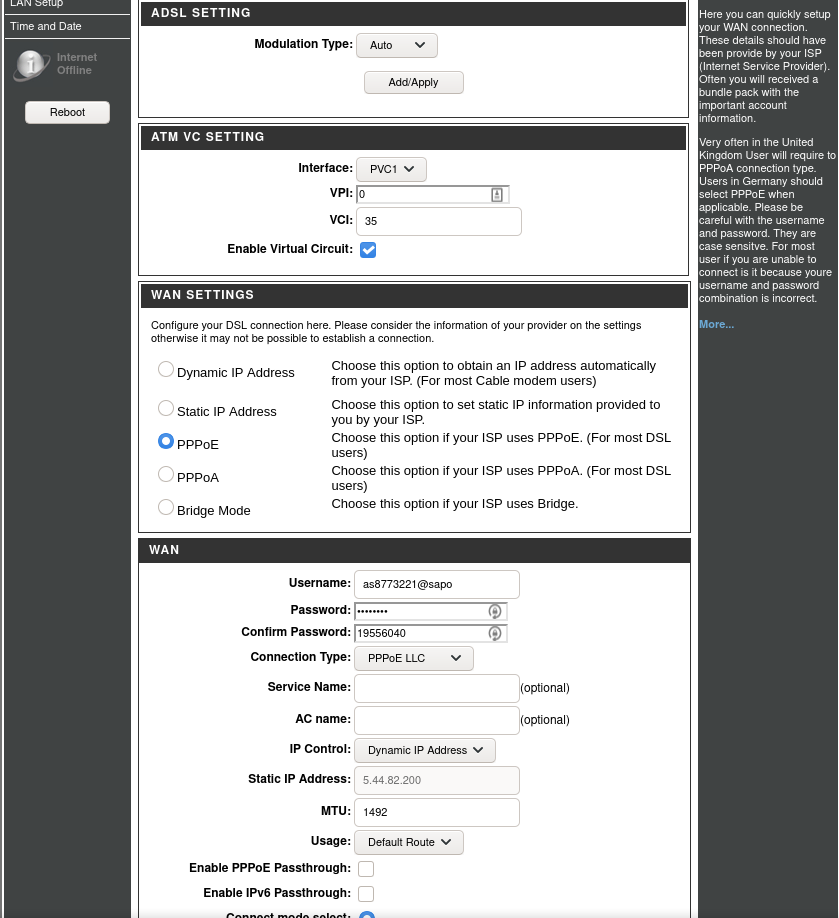 LAN Setup
Time and Date
Internet
Offline
Reboot
ADSL SETTING
Modulation Type: Auto
Add/Apply
ATM VC SETTING
Interface: PVC1
VPI: 0
VCI: 35
Enable Virtual Circuit:
WAN SETTINGS
Configure your DSL connection here. Please consider the information of your provider on the settings
otherwise it may not be possible to establish a connection.
Dynamic IP Address
Choose this option to obtain an IP address automatically
from your ISP. (For most Cable modem users)
Static IP Address
Choose this option to set static IP information provided to
you by your ISP.
PPPoE
Choose this option if your ISP uses PPPoE. (For most DSL
users)
PPPoA
Choose this option if your ISP uses PPPoA. (For most DSL
users)
Bridge Mode
Choose this option if your ISP uses Bridge.
WAN
Username: as8773221@sapo
Password: ••••••••
Confirm Password: 19556040
Connection Type: PPPoE LLC
Service Name: (optional)
AC name: (optional)
IP Control: Dynamic IP Address
Static IP Address: 5.44.82.200
MTU: 1492
Usage: Default Route
Enable PPPoE Passthrough:
Enable IPv6 Passthrough:
Connect mode select:
Here you can quickly setup
your WAN connection.
These details should have
been provide by your ISP
(Internet Service Provider).
Often you will received a
bundle pack with the
important account
information.
Very often in the United
Kingdom User will require to
PPPoA connection type.
Users in Germany should
select PPPoE when
applicable. Please be
careful with the username
and password. They are
case sensitve. For most
user if you are unable to
connect is it because youre
username and password
combination is incorrect.
More...